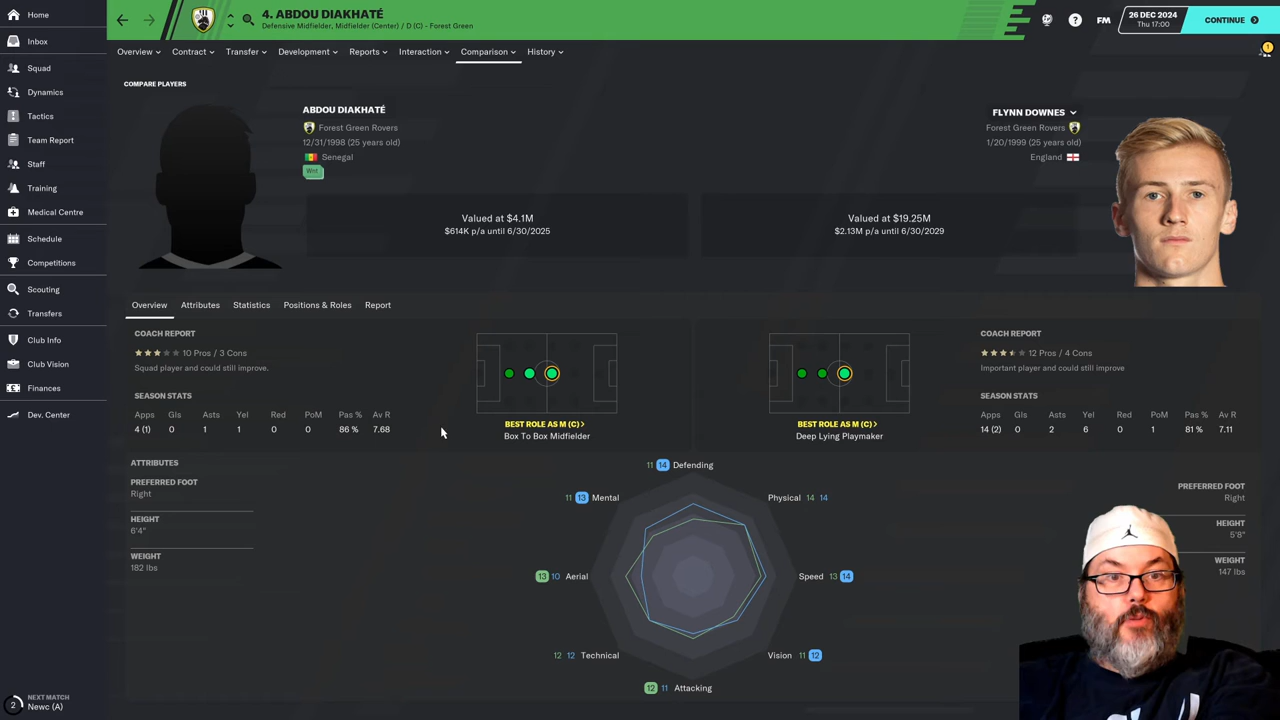 Home
Inbox
Squad
Dynamics
Tactics
Team Report
Staff
Training
Medical Centre
Schedule
Competitions
Scouting
Transfers
Club Info
Club Vision
Finances
Dev. Center
NEXT MATCH
2
Newc (A)
4. ABDOU DIAKHATÉ
Defensive Midfielder, Midfielder (Center) / D (C) - Forest Green
?
FM
26 DEC 2024
Thu 17:00
CONTINUE
1
Overview
Contract
Transfer
Development
Reports
Interaction
Comparison
History
COMPARE PLAYERS
ABDOU DIAKHATÉ
Forest Green Rovers
12/31/1998 (25 years old)
Senegal
Wnt
Valued at $4.1M
$614K p/a until 6/30/2025
Valued at $19.25M
$2.13M p/a until 6/30/2029
FLYNN DOWNES
Forest Green Rovers
1/20/1999 (25 years old)
England
Overview
Attributes
Statistics
Positions & Roles
Report
COACH REPORT
10 Pros / 3 Cons
Squad player and could still improve.
SEASON STATS
Apps Gls Asts Yel Red PoM Pas % Av R
4 (1) 0 1 1 0 0 86 % 7.68
BEST ROLE AS M (C)
Box To Box Midfielder
BEST ROLE AS M (C)
Deep Lying Playmaker
COACH REPORT
12 Pros / 4 Cons
Important player and could still improve
SEASON STATS
Apps Gls Asts Yel Red PoM Pas % Av R
14 (2) 0 2 6 0 1 81 % 7.11
ATTRIBUTES
PREFERRED FOOT
Right
HEIGHT
6'4"
WEIGHT
182 lbs
11 14 Defending
11 13 Mental
Physical 14 14
13 10 Aerial
Speed 13 14
12 12 Technical
Vision 11 12
12 11 Attacking
PREFERRED FOOT
Right
HEIGHT
5'8"
WEIGHT
147 lbs